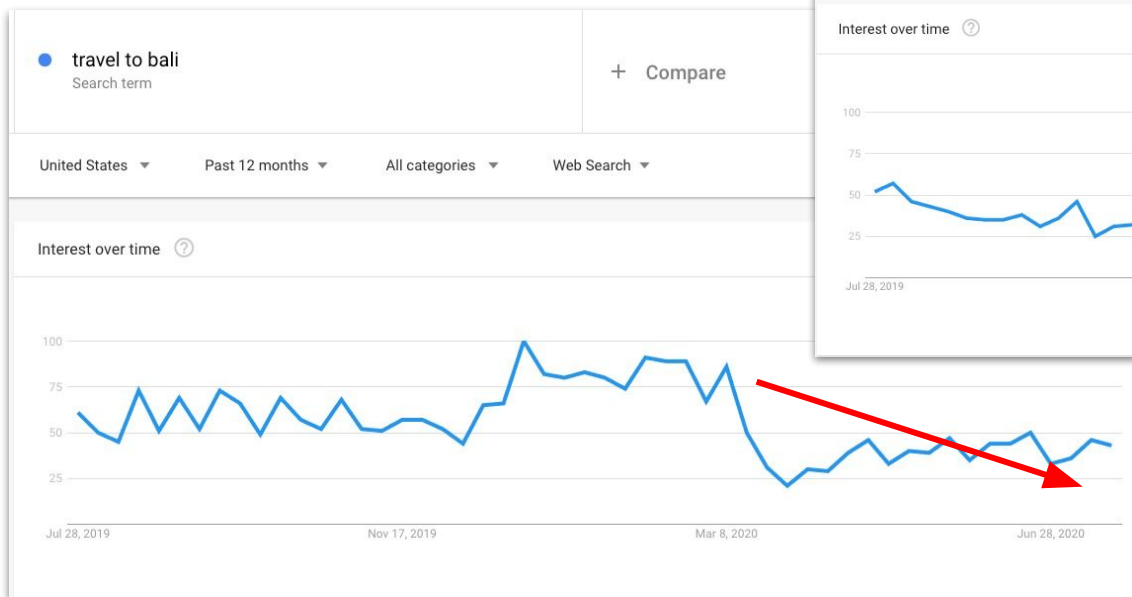 travel to bali
Search term
+ Compare
United States
Past 12 months
All categories
Web Search
Interest over time ?
100
75
50
25
Jul 28, 2019
Nov 17, 2019
Mar 8, 2020
Jun 28, 2020
Interest over time ?
100
75
50
25
Jul 28, 2019